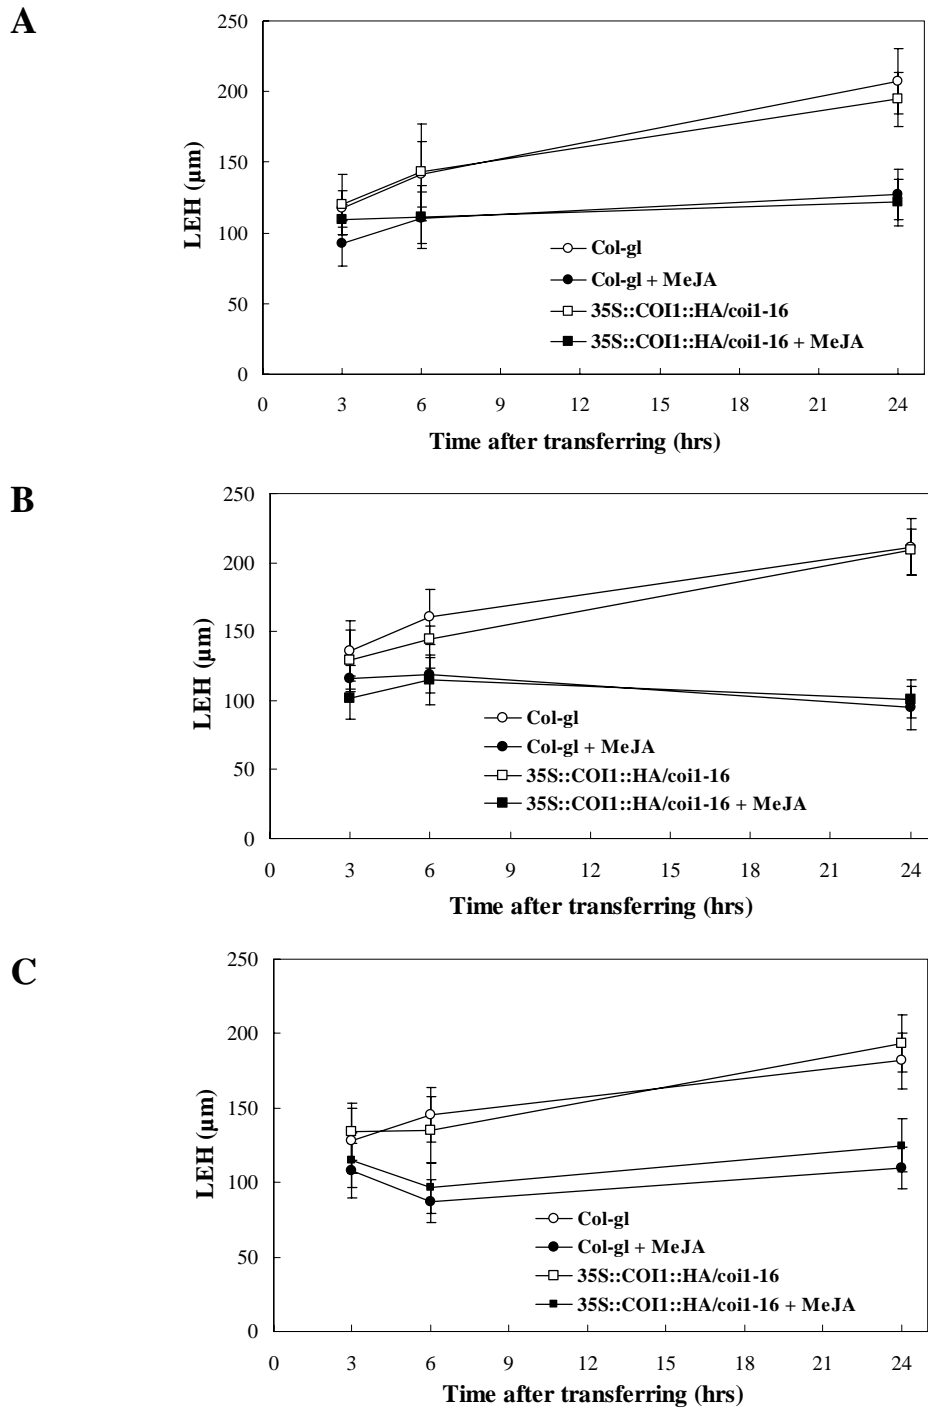 A
250
200
150
100
50
0
LEH (µm)
Col-gl
Col-gl + MeJA
35S::COI1::HA/coi1-16
35S::COI1::HA/coi1-16 + MeJA
0 3 6 9 12 15 18 21 24
Time after transferring (hrs)
B
250
200
150
100
50
0
LEH (µm)
Col-gl
Col-gl + MeJA
35S::COI1::HA/coi1-16
35S::COI1::HA/coi1-16 + MeJA
0 3 6 9 12 15 18 21 24
Time after transferring (hrs)
C
250
200
150
100
50
0
LEH (µm)
Col-gl
Col-gl + MeJA
35S::COI1::HA/coi1-16
35S::COI1::HA/coi1-16 + MeJA
0 3 6 9 12 15 18 21 24
Time after transferring (hrs)